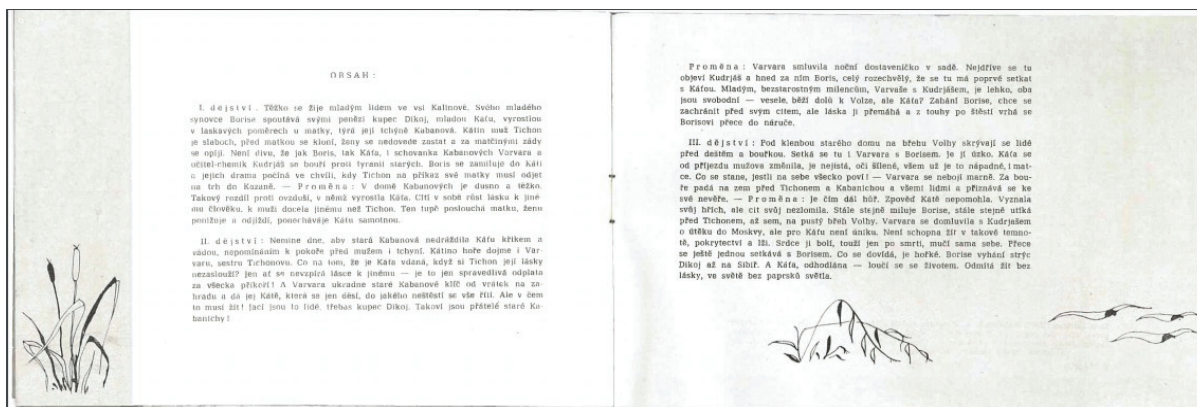 OBSAH:
I. dějství. Těžko se žije mladým lidem ve vsi Kalinově. Svého mladého
synovce Borise spoutává svými penězi kupec Dikoj, mladou Káťu, vyrostlou
v láskavých poměrech u matky, týrá její tchýně Kabanová. Kátin muž Tichon
je slaboch, před matkou se kloní, ženy se nedovede zastat a za matčinými zády
se opíjí. Není divu, že jak Boris, tak Káťa, i schovanka Kabanových Varvara a
učitel-chemik Kudrjáš se bouří proti tyranii starých. Boris se zamiluje do Káti
a jejich drama počíná ve chvíli, kdy Tichon na příkaz své matky musí odjet
na trh do Kazaně. — Proměna: V domě Kabanových je dusno a těžko.
Takový rozdíl proti ovzduší, v němž vyrostla Káťa. Cítí v sobě růst lásku k jiné-
mu člověku, k muži docela jinému než Tichon. Ten tupě poslouchá matku, ženu
ponižuje a odjíždí, ponechávaje Káťu samotnou.
II. dějství: Nemine dne, aby stará Kabanová nedráždila Káťu křikem a
vádou, napomínáním k pokoře před mužem i tchyní. Kátino hoře dojme i Var-
varu, sestru Tichonovu. Co na tom, že je Káťa vdaná, když si Tichon její lásky
nezaslouží? Jen ať se nevzpírá lásce k jinému — je to jen spravedlivá odplata
za všecka příkoří! A Varvara ukradne staré Kabanové klíč od vrátek na za-
hradu a dá jej Kátě, která se jen děsí, do jakého neštěstí se vše řítí. Ale v čem
to musí žít! Jací jsou to lidé, třebas kupec Dikoj. Takoví jsou přátelé staré Ka-
banichy!
Proměna: Varvara smluvila noční dostaveníčko v sadě. Nejdříve se tu
objeví Kudrjáš a hned za ním Boris, celý rozechvělý, že se tu má poprvé setkat
s Káťou. Mladým, bezstarostným milencům, Varvaře s Kudrjášem, je lehko, oba
jsou svobodní — vesele běží dolů k Volze, ale Káťa? Zahání Borise, chce se
zachránit před svým citem, ale láska ji přemáhá a z touhy po štěstí vrhá se
Borisovi přece do náruče.
III. dějství: Pod klenbou starého domu na břehu Volhy skrývají se lidé
před deštěm a bouřkou. Setká se tu i Varvara s Borisem. Je jí úzko. Káťa se
od příjezdu mužova změnila, je nejistá, oči šílené, všem už je to nápadné, i mat-
ce. Co se stane, jestli na sebe všecko poví! — Varvara se nebojí marně. Za bou-
ře padá na zem před Tichonem a Kabanichou a všemi lidmi a přiznává se ke
své nevěře. — Proměna: Je čím dál hůř. Zpověď Kátě nepomohla. Vyznala
svůj hřích, ale cit svůj nezlomila. Stále stejně miluje Borise, stále stejně utíká
před Tichonem, až sem, na pustý břeh Volhy. Varvara se domluvila s Kudrjašem
o útěku do Moskvy, ale pro Káťu není úniku. Není schopna žít v takové temno-
tě, pokrytectví a lži. Srdce jí bolí, touží jen po smrti, mučí sama sebe. Přece
se ještě jednou setkává s Borisem. Co se dovídá, je hořké. Borise vyhání strýc
Dikoj až na Sibiř. A Káťa, odhodlána — loučí se se životem. Odmítá žít bez
lásky, ve světě bez paprsků světla.